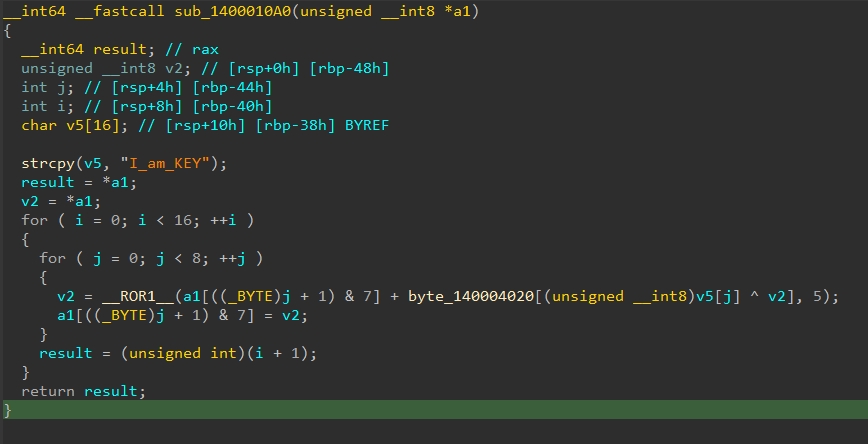 __int64 __fastcall sub_1400010A0(unsigned __int8 *a1)
{
  __int64 result; // rax
  unsigned __int8 v2; // [rsp+0h] [rbp-48h]
  int j; // [rsp+4h] [rbp-44h]
  int i; // [rsp+8h] [rbp-40h]
  char v5[16]; // [rsp+10h] [rbp-38h] BYREF

  strcpy(v5, "I_am_KEY");
  result = *a1;
  v2 = *a1;
  for ( i = 0; i < 16; ++i )
  {
    for ( j = 0; j < 8; ++j )
    {
      v2 = __ROR1__(a1[((_BYTE)j + 1) & 7] + byte_140004020[(unsigned __int8)v5[j] ^ v2], 5);
      a1[((_BYTE)j + 1) & 7] = v2;
    }
    result = (unsigned int)(i + 1);
  }
  return result;
}